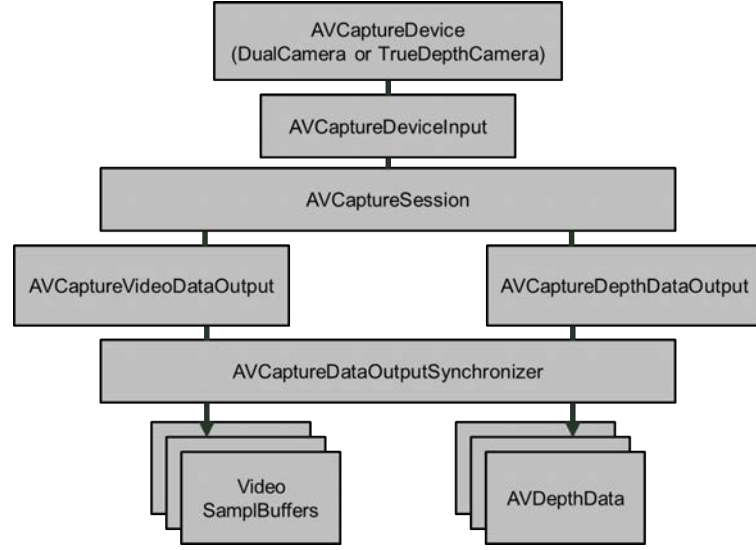 AVCaptureDevice
(DualCamera or TrueDepthCamera)
AVCaptureDeviceInput
AVCaptureSession
AVCaptureVideoDataOutput
AVCaptureDepthDataOutput
AVCaptureDataOutputSynchronizer
Video
SamplBuffers
AVDepthData